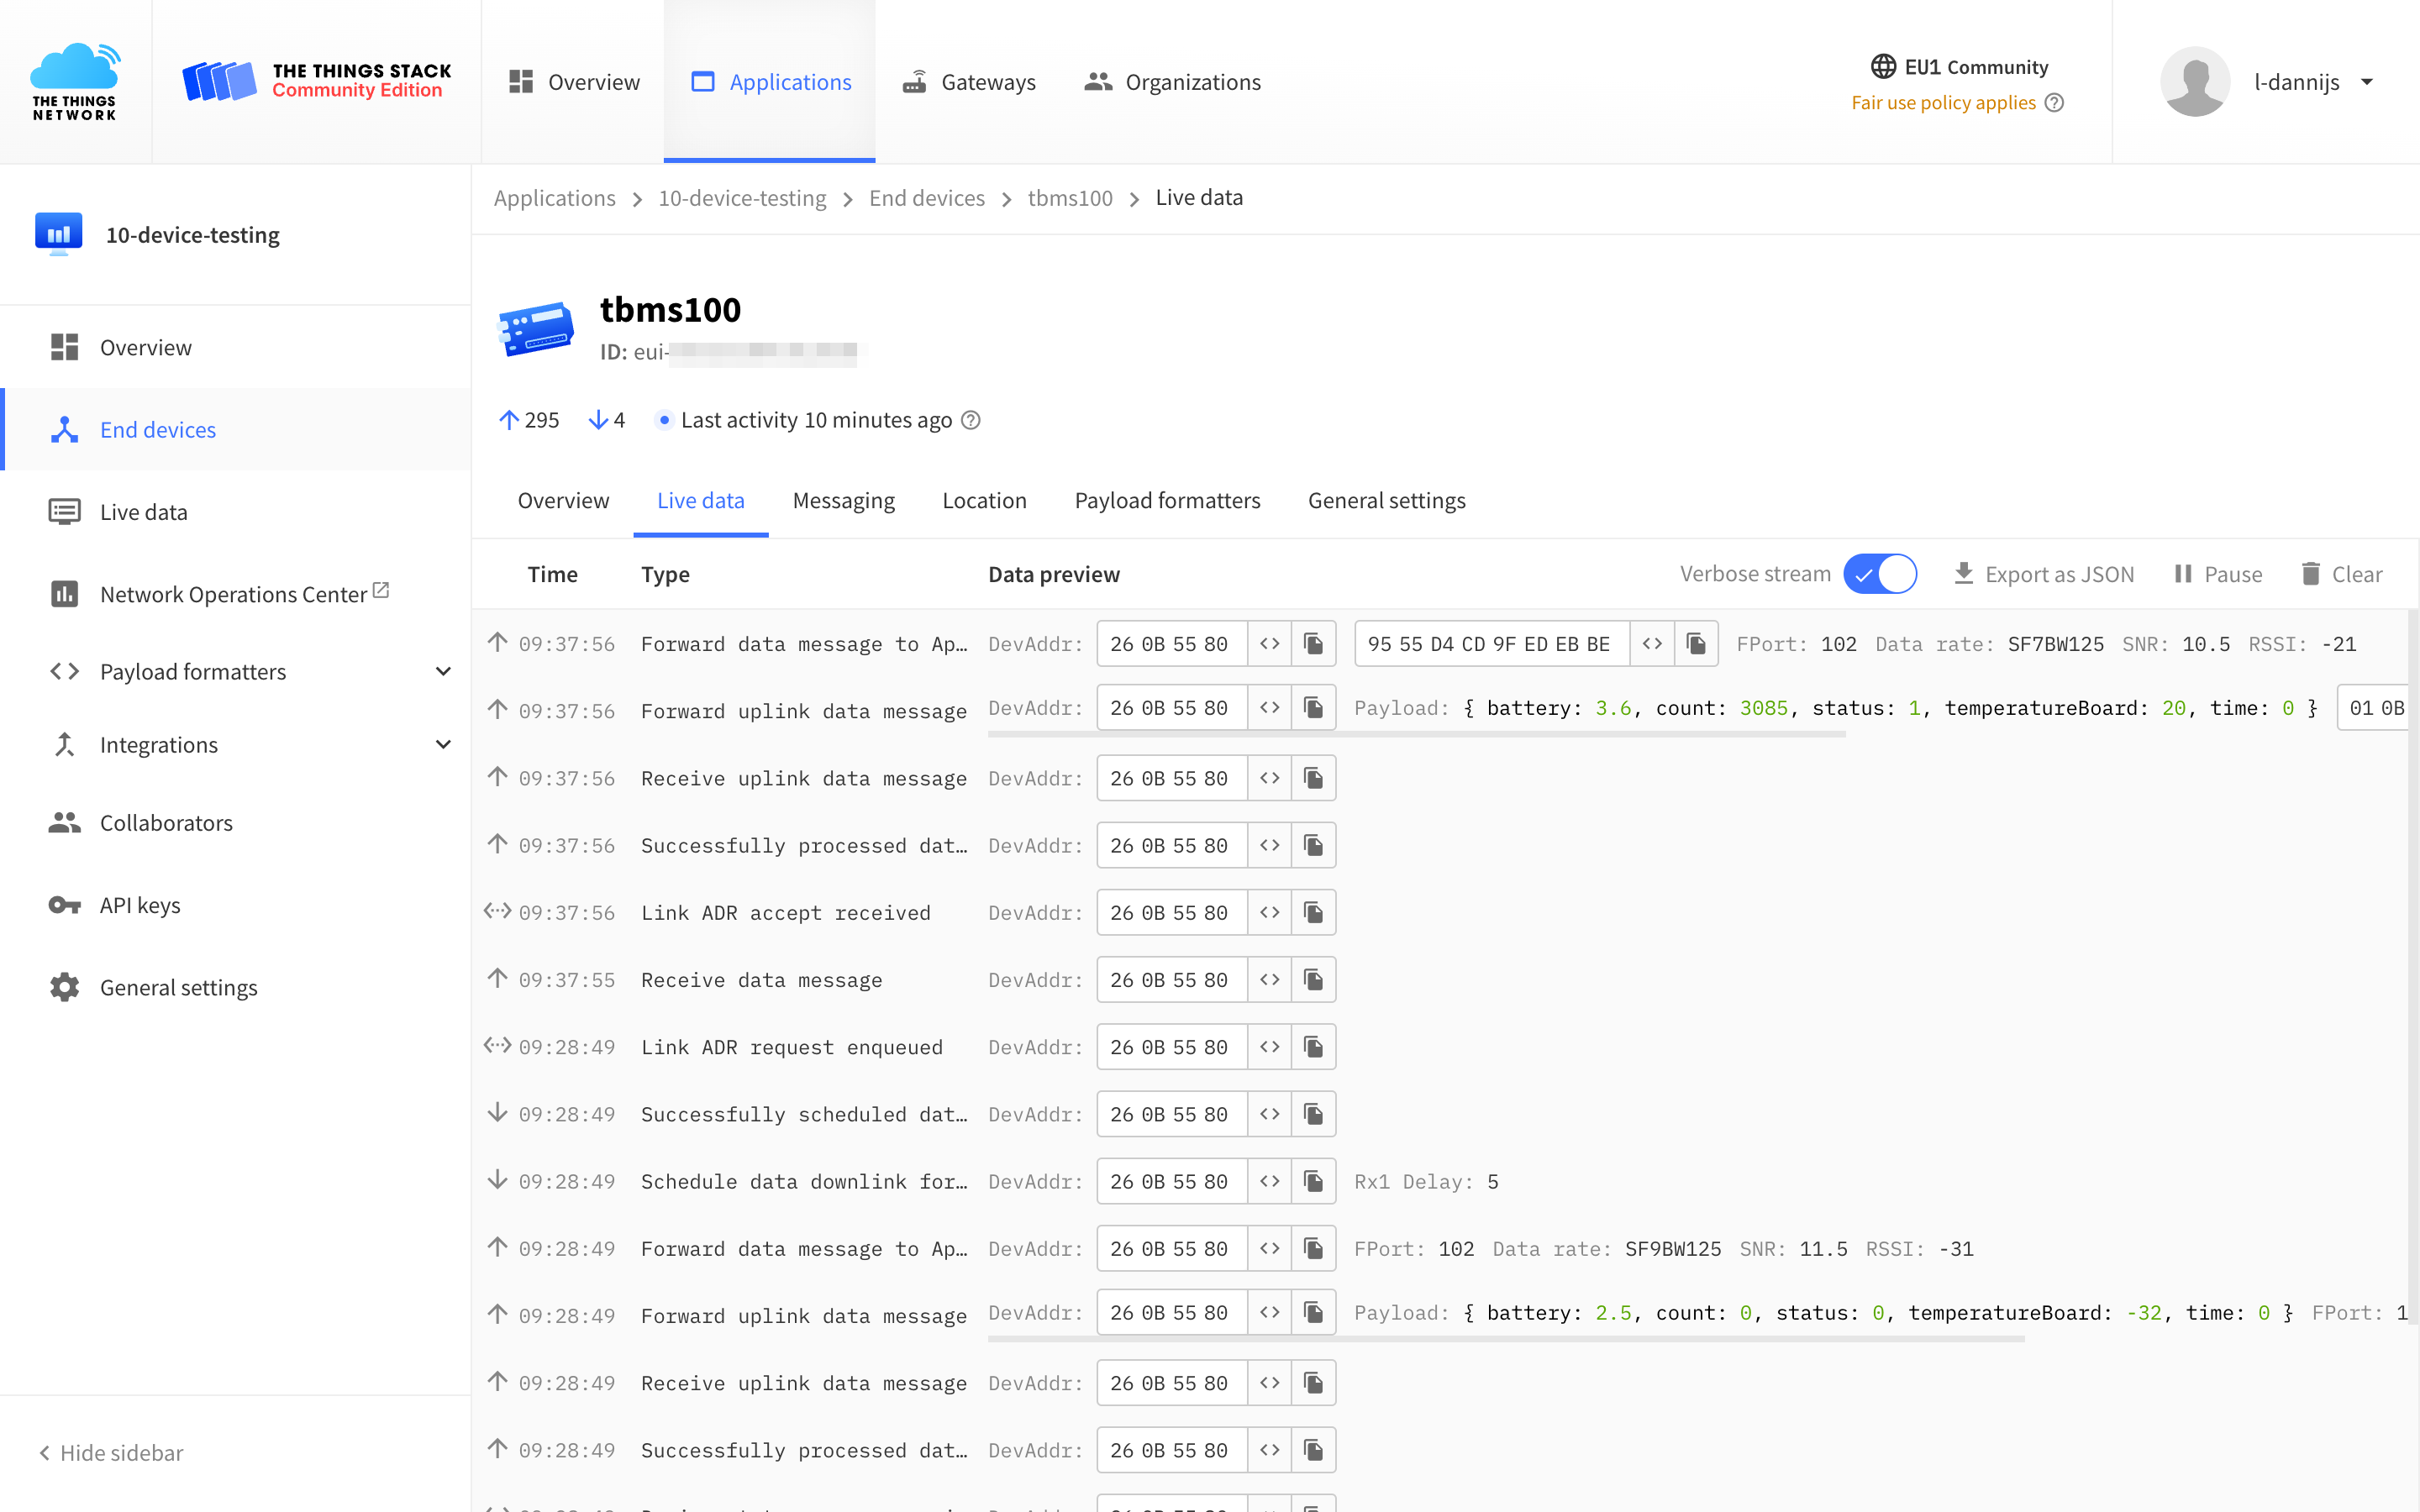 THE THINGS NETWORK
THE THINGS STACK
Community Edition
Overview
Applications
Gateways
Organizations
EU1 Community
Fair use policy applies
l-dannijs
10-device-testing
Overview
End devices
Live data
Network Operations Center
Payload formatters
Integrations
Collaborators
API keys
General settings
Hide sidebar
Applications > 10-device-testing > End devices > tbms100 > Live data
tbms100
ID: eui-
295 4 Last activity 10 minutes ago
Overview Live data Messaging Location Payload formatters General settings
Time Type Data preview Verbose stream Export as JSON Pause Clear
09:37:56 Forward data message to Ap… DevAddr: 26 0B 55 80 95 55 D4 CD 9F ED EB BE FPort: 102 Data rate: SF7BW125 SNR: 10.5 RSSI: -21
09:37:56 Forward uplink data message DevAddr: 26 0B 55 80 Payload: { battery: 3.6, count: 3085, status: 1, temperatureBoard: 20, time: 0 } 01 0B
09:37:56 Receive uplink data message DevAddr: 26 0B 55 80
09:37:56 Successfully processed dat… DevAddr: 26 0B 55 80
09:37:56 Link ADR accept received DevAddr: 26 0B 55 80
09:37:55 Receive data message DevAddr: 26 0B 55 80
09:28:49 Link ADR request enqueued DevAddr: 26 0B 55 80
09:28:49 Successfully scheduled dat… DevAddr: 26 0B 55 80
09:28:49 Schedule data downlink for… DevAddr: 26 0B 55 80 Rx1 Delay: 5
09:28:49 Forward data message to Ap… DevAddr: 26 0B 55 80 FPort: 102 Data rate: SF9BW125 SNR: 11.5 RSSI: -31
09:28:49 Forward uplink data message DevAddr: 26 0B 55 80 Payload: { battery: 2.5, count: 0, status: 0, temperatureBoard: -32, time: 0 } FPort: 1
09:28:49 Receive uplink data message DevAddr: 26 0B 55 80
09:28:49 Successfully processed dat… DevAddr: 26 0B 55 80